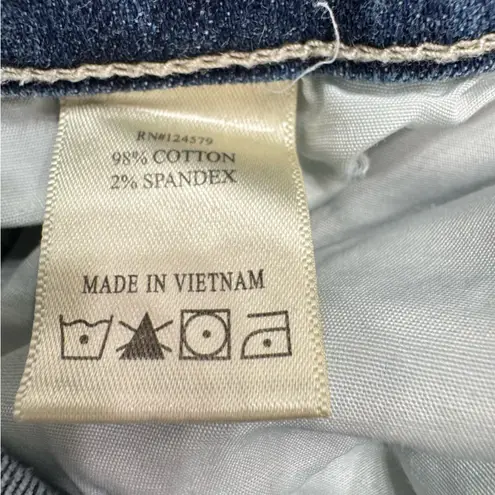 RN#124579
98% COTTON
2% SPANDEX
MADE IN VIETNAM